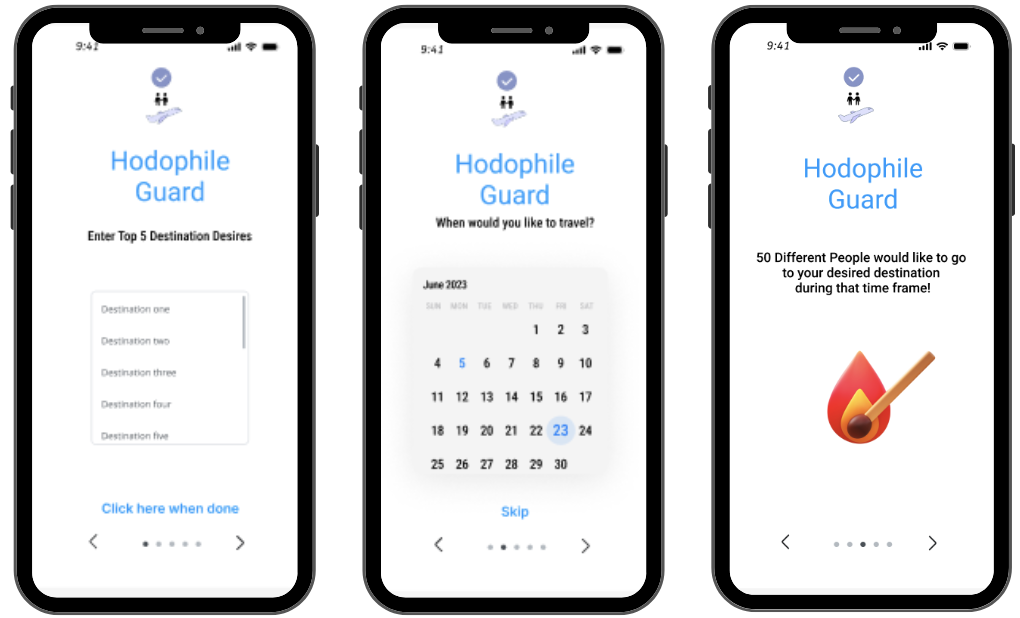 9:41
Hodophile
Guard
Enter Top 5 Destination Desires
Destination one
Destination two
Destination three
Destination four
Destination five
Click here when done
9:41
Hodophile
Guard
When would you like to travel?
June 2023
SUN MON TUE WED THU FRI SAT
1 2 3
4 5 6 7 8 9 10
11 12 13 14 15 16 17
18 19 20 21 22 23 24
25 26 27 28 29 30
Skip
9:41
Hodophile
Guard
50 Different People would like to go
to your desired destination
during that time frame!